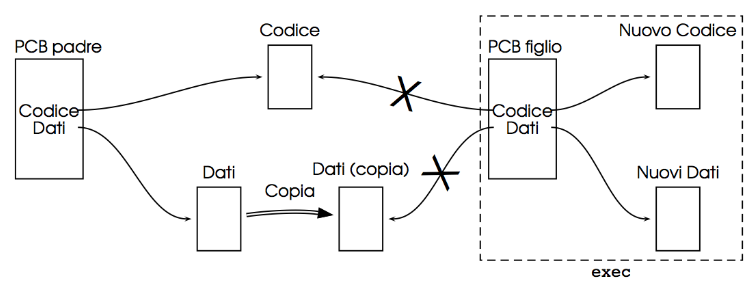 PCB padre
Codice
Dati
Codice
Dati
Copia
Dati (copia)
PCB figlio
Codice
Dati
Nuovo Codice
Nuovi Dati
exec